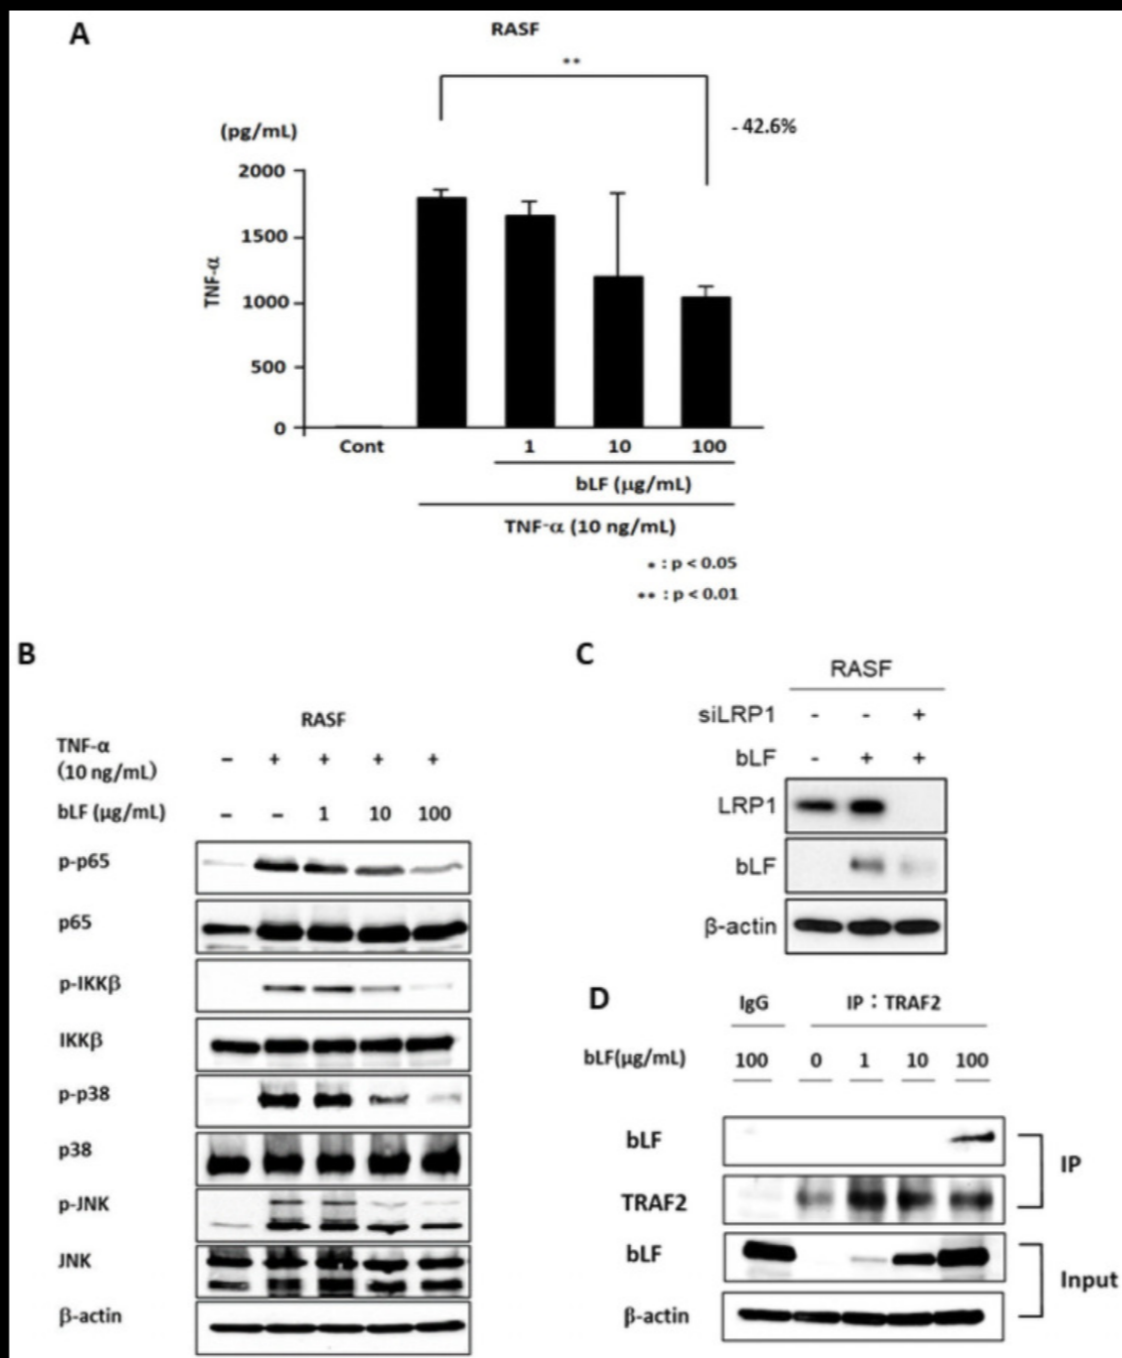 A
RASF
**
- 42.6%
(pg/mL)
2000
1500
1000
500
0
TNF-α
Cont 1 10 100
bLF (μg/mL)
TNF-α (10 ng/mL)
* : p < 0.05
** : p < 0.01
B
RASF
TNF-α
(10 ng/mL) – + + + +
bLF (μg/mL) – – 1 10 100
p-p65
p65
p-IKKβ
IKKβ
p-p38
p38
p-JNK
JNK
β-actin
C
RASF
siLRP1 - - +
bLF - + +
LRP1
bLF
β-actin
D
IgG IP：TRAF2
bLF(μg/mL) 100 0 1 10 100
bLF
TRAF2
IP
bLF
β-actin
Input